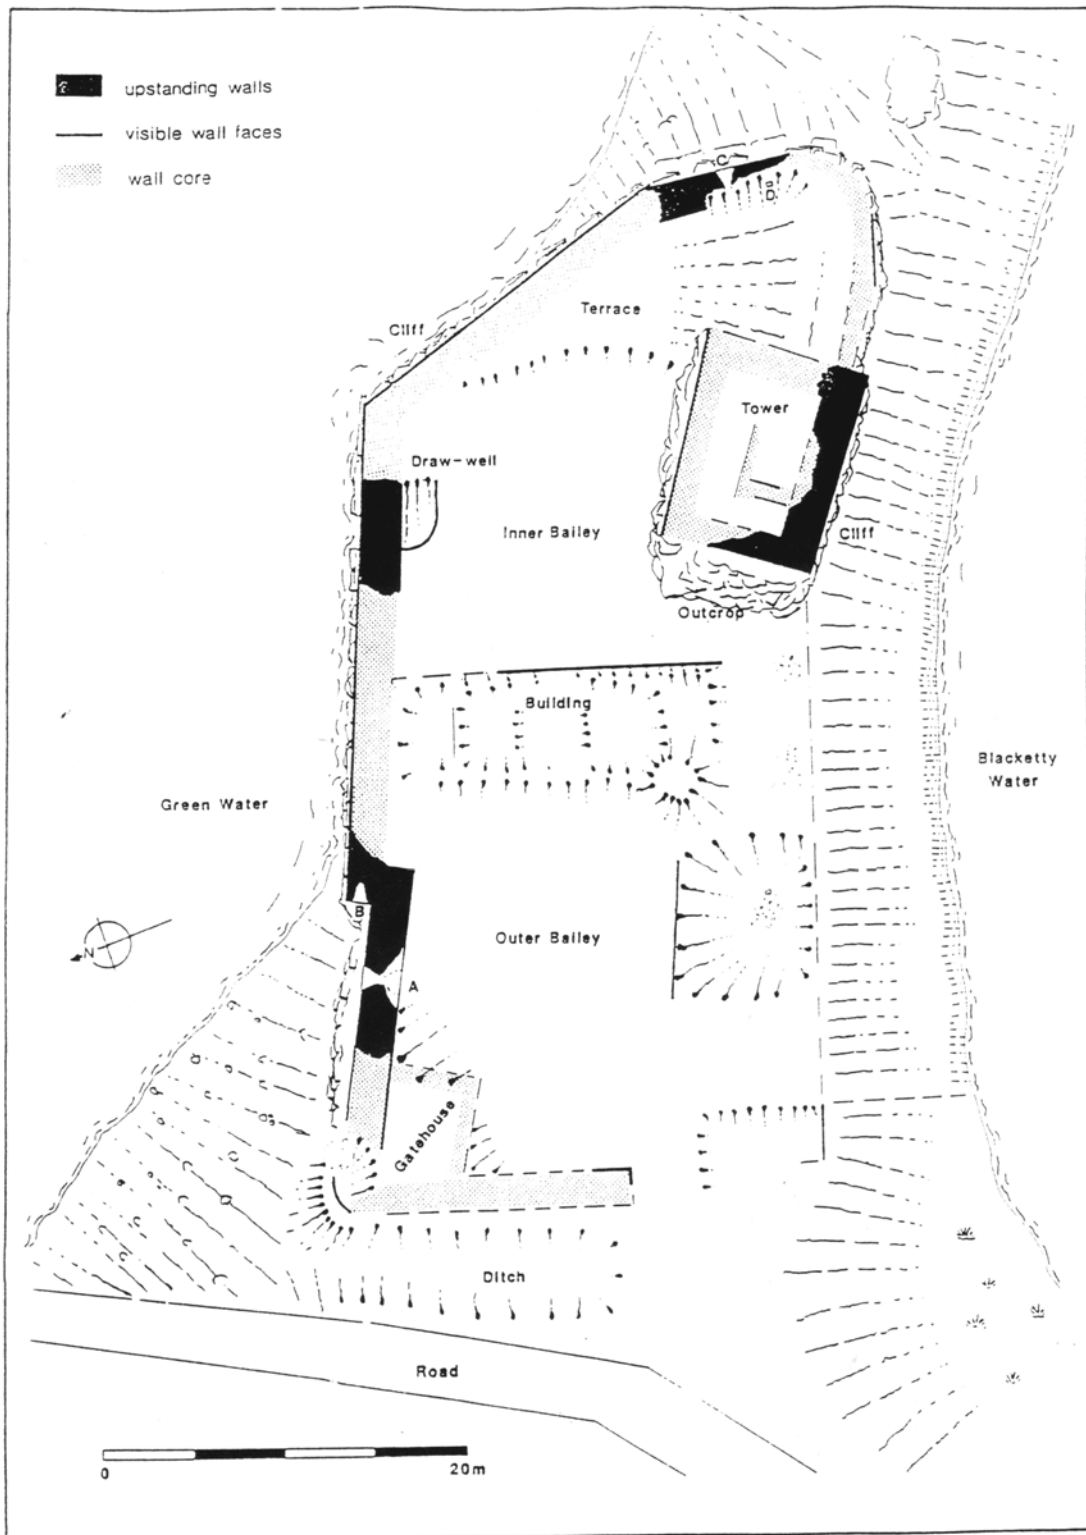 upstanding walls
visible wall faces
wall core
C
D
Terrace
Cliff
Tower
Draw-well
Inner Bailey
Cliff
Outcrop
Building
Blacketty
Water
Green Water
B
Outer Bailey
N
A
Gatehouse
Ditch
Road
0
20m